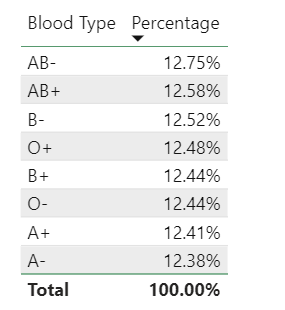 Blood Type Percentage
AB- 12.75%
AB+ 12.58%
B- 12.52%
O+ 12.48%
B+ 12.44%
O- 12.44%
A+ 12.41%
A- 12.38%
Total 100.00%